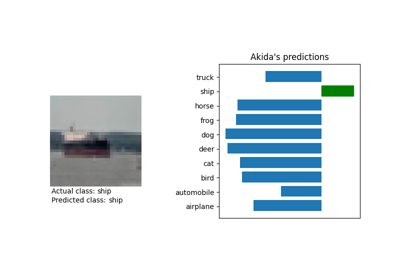 Akida's predictions
truck
ship
horse
frog
dog
deer
cat
bird
automobile
airplane
Actual class: ship
Predicted class: ship